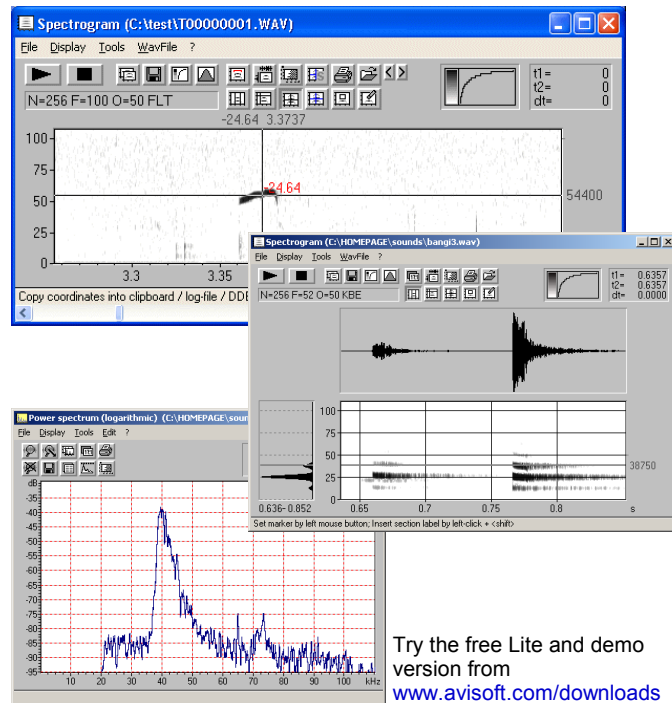 Spectrogram (C:\test\T00000001.WAV)
File Display Tools WavFile ?
N=256 F=100 O=50 FLT
t1= 0
t2= 0
dt= 0
-24.64 3.3737
100
75
50
25
0
-24.64
54400
3.3 3.35
Copy coordinates into clipboard / log-file / DDE
Spectrogram (C:\HOMEPAGE\sounds\bangi3.wav)
File Display Tools WavFile ?
N=256 F=52 O=50 KBE
t1= 0.6357
t2= 0.6357
dt= 0.0000
100
75
50
25
0
38750
0.636- 0.852 0.65 0.7 0.75 0.8 s
Set marker by left mouse button; Insert section label by left-click + <shift>
Power spectrum (logarithmic) (C:\HOMEPAGE\soun
File Display Tools Edit ?
dB
-35
-40
-45
-50
-55
-60
-65
-70
-75
-80
-85
-90
-95
10 20 30 40 50 60 70 80 90 100 kHz
Try the free Lite and demo
version from
www.avisoft.com/downloads